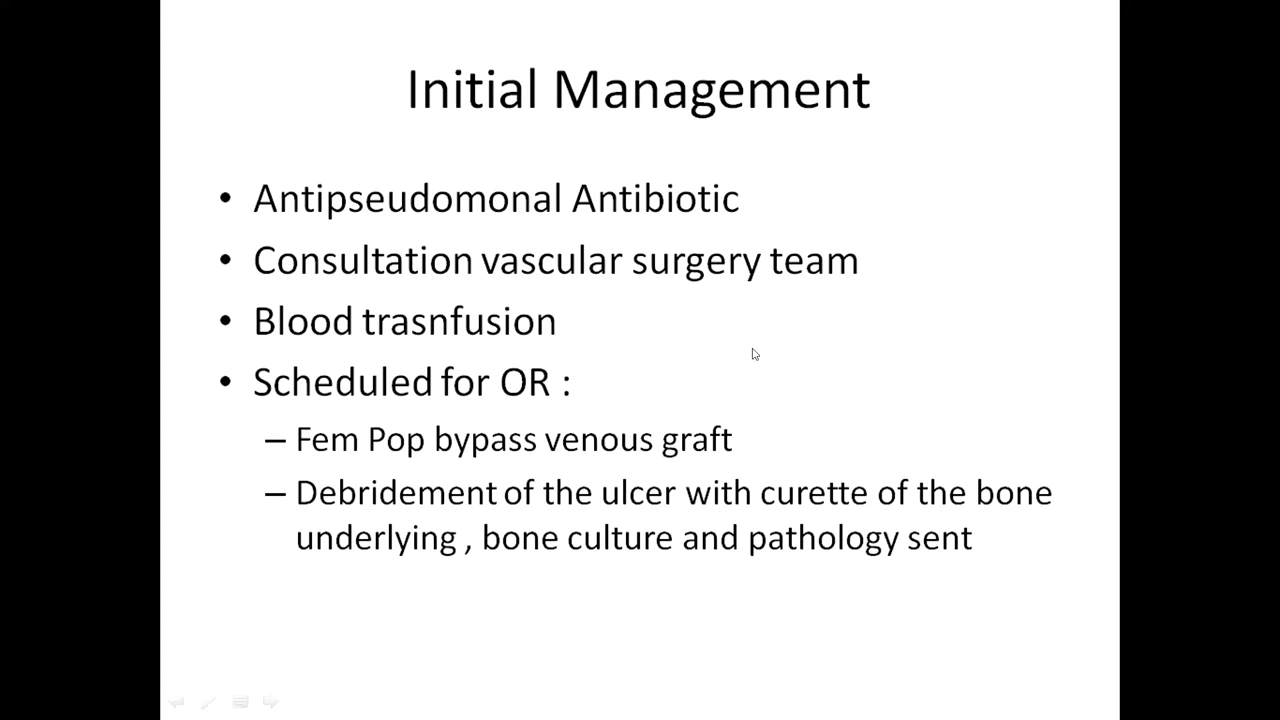 Initial Management
• Antipseudomonal Antibiotic
• Consultation vascular surgery team
• Blood trasnfusion
• Scheduled for OR :
– Fem Pop bypass venous graft
– Debridement of the ulcer with curette of the bone
underlying , bone culture and pathology sent